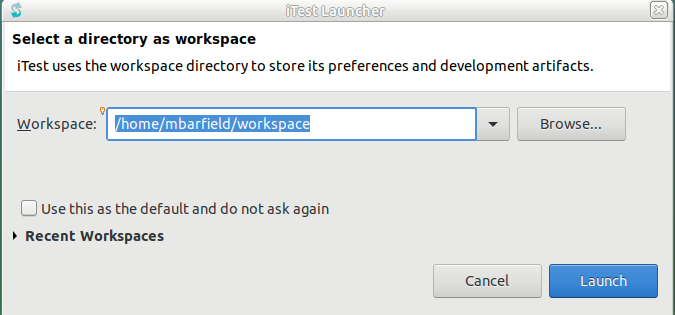 iTest Launcher
Select a directory as workspace
iTest uses the workspace directory to store its preferences and development artifacts.
Workspace: /home/mbarfield/workspace Browse...
Use this as the default and do not ask again
Recent Workspaces
Cancel Launch